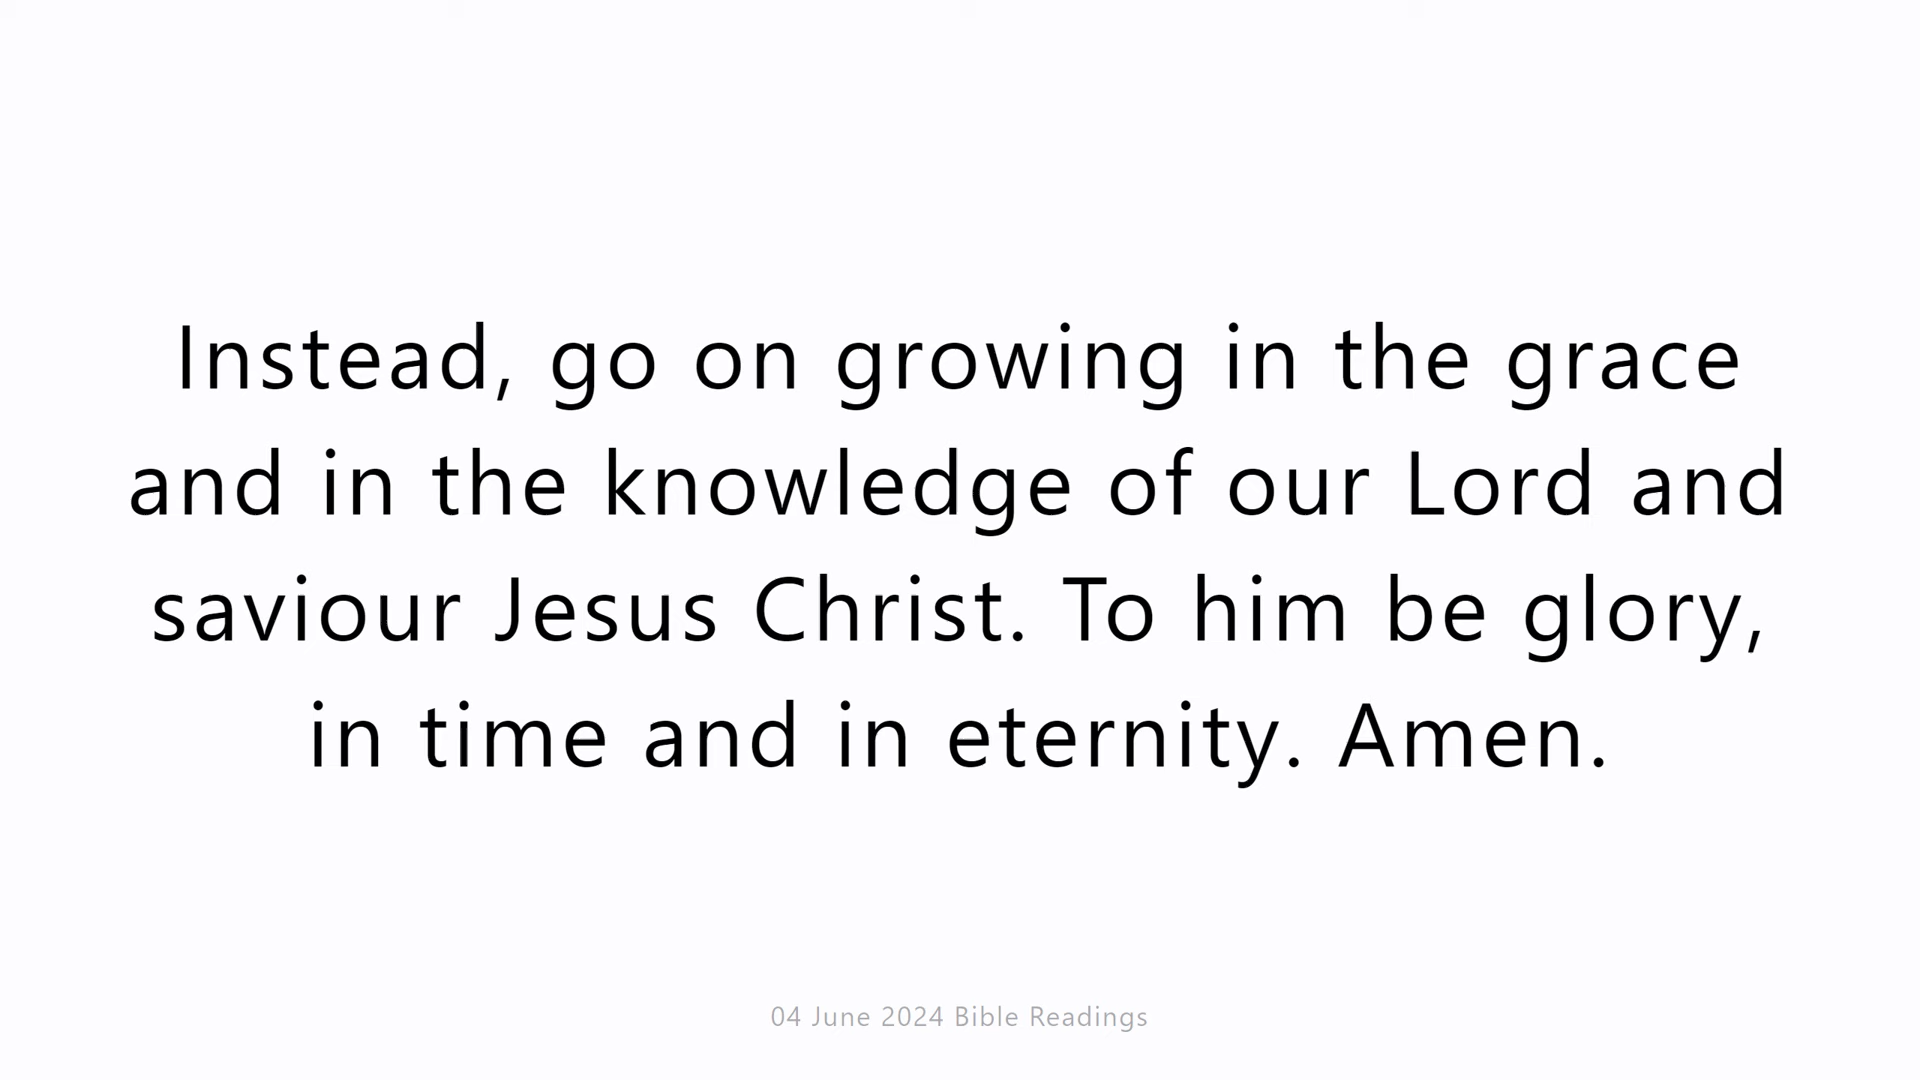 Instead, go on growing in the grace
and in the knowledge of our Lord and
saviour Jesus Christ. To him be glory,
in time and in eternity. Amen.
04 June 2024 Bible Readings